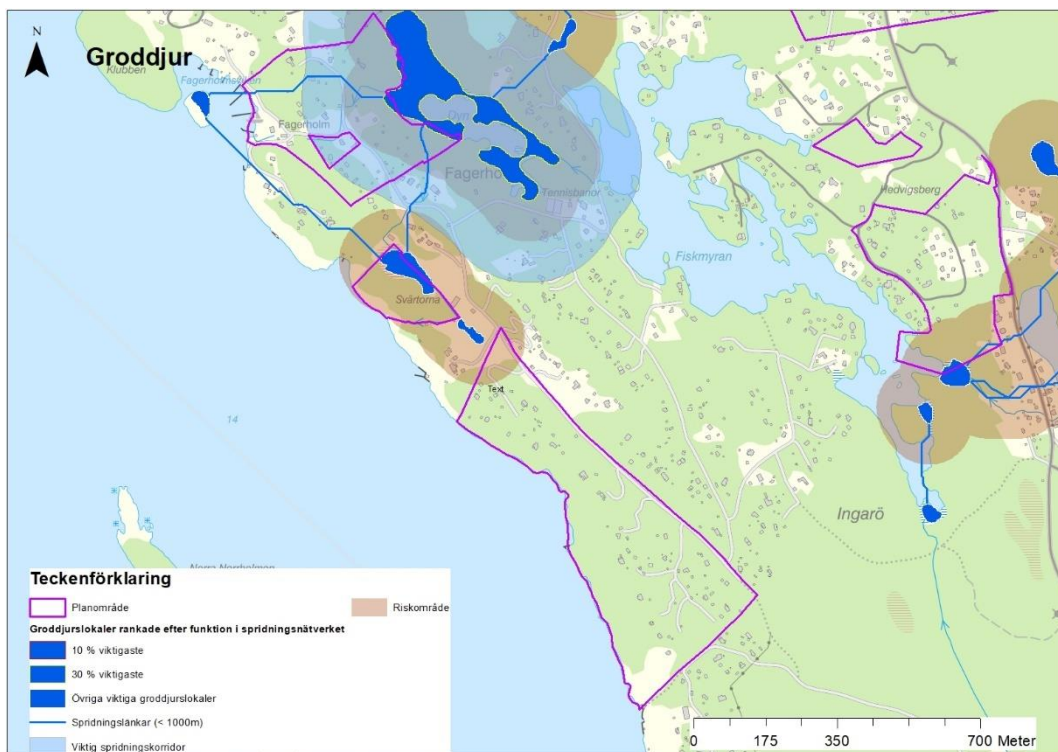 N
Groddjur
Klubben
Fagerholm
Dyn
Fagerho
Tennisbanor
Hedvigsberg
Fiskmyran
Svärtorna
Text
14
Ingarö
Norra Norrholmen
Teckenförklaring
Planområde
Riskområde
Groddjurslokaler rankade efter funktion i spridningsnätverket
10 % viktigaste
30 % viktigaste
Övriga viktiga groddjurslokaler
Spridningslänkar (< 1000m)
Viktig spridningskorridor
0 175 350 700 Meter